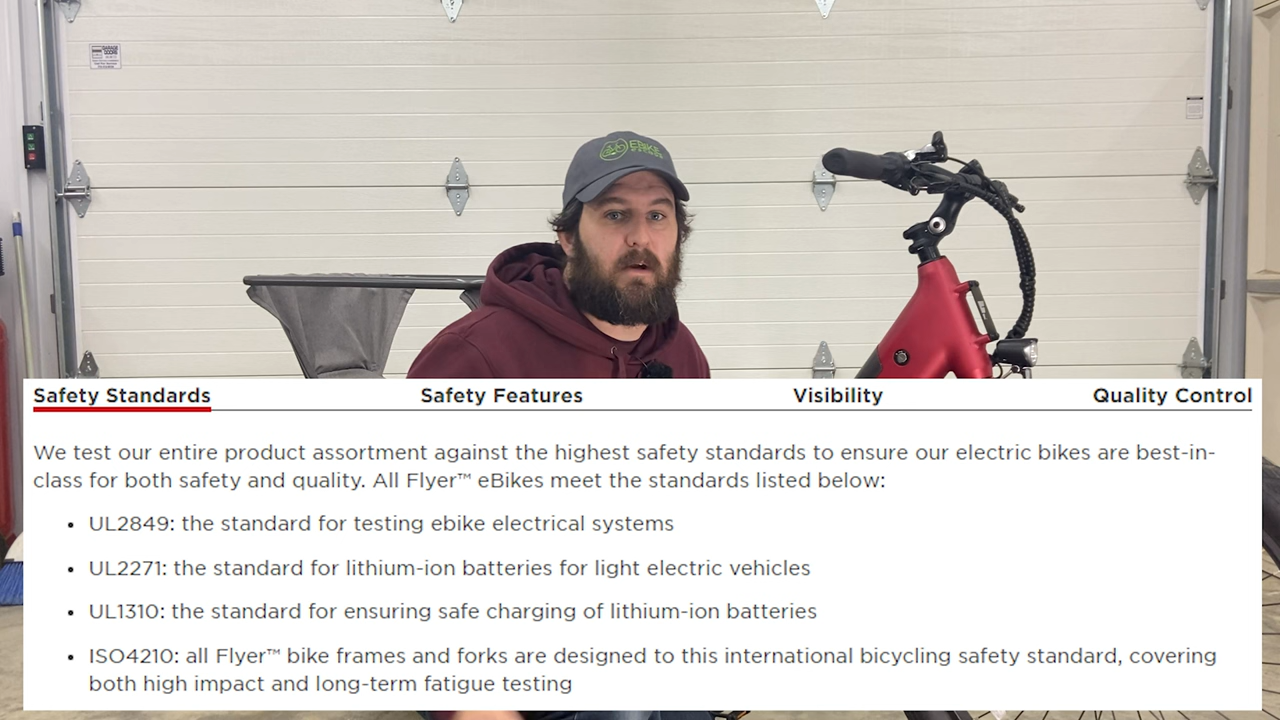 EBIKE
Safety Standards
Safety Features
Visibility
Quality Control
We test our entire product assortment against the highest safety standards to ensure our electric bikes are best-in-
class for both safety and quality. All Flyer™ eBikes meet the standards listed below:
• UL2849: the standard for testing ebike electrical systems
• UL2271: the standard for lithium-ion batteries for light electric vehicles
• UL1310: the standard for ensuring safe charging of lithium-ion batteries
• ISO4210: all Flyer™ bike frames and forks are designed to this international bicycling safety standard, covering
both high impact and long-term fatigue testing